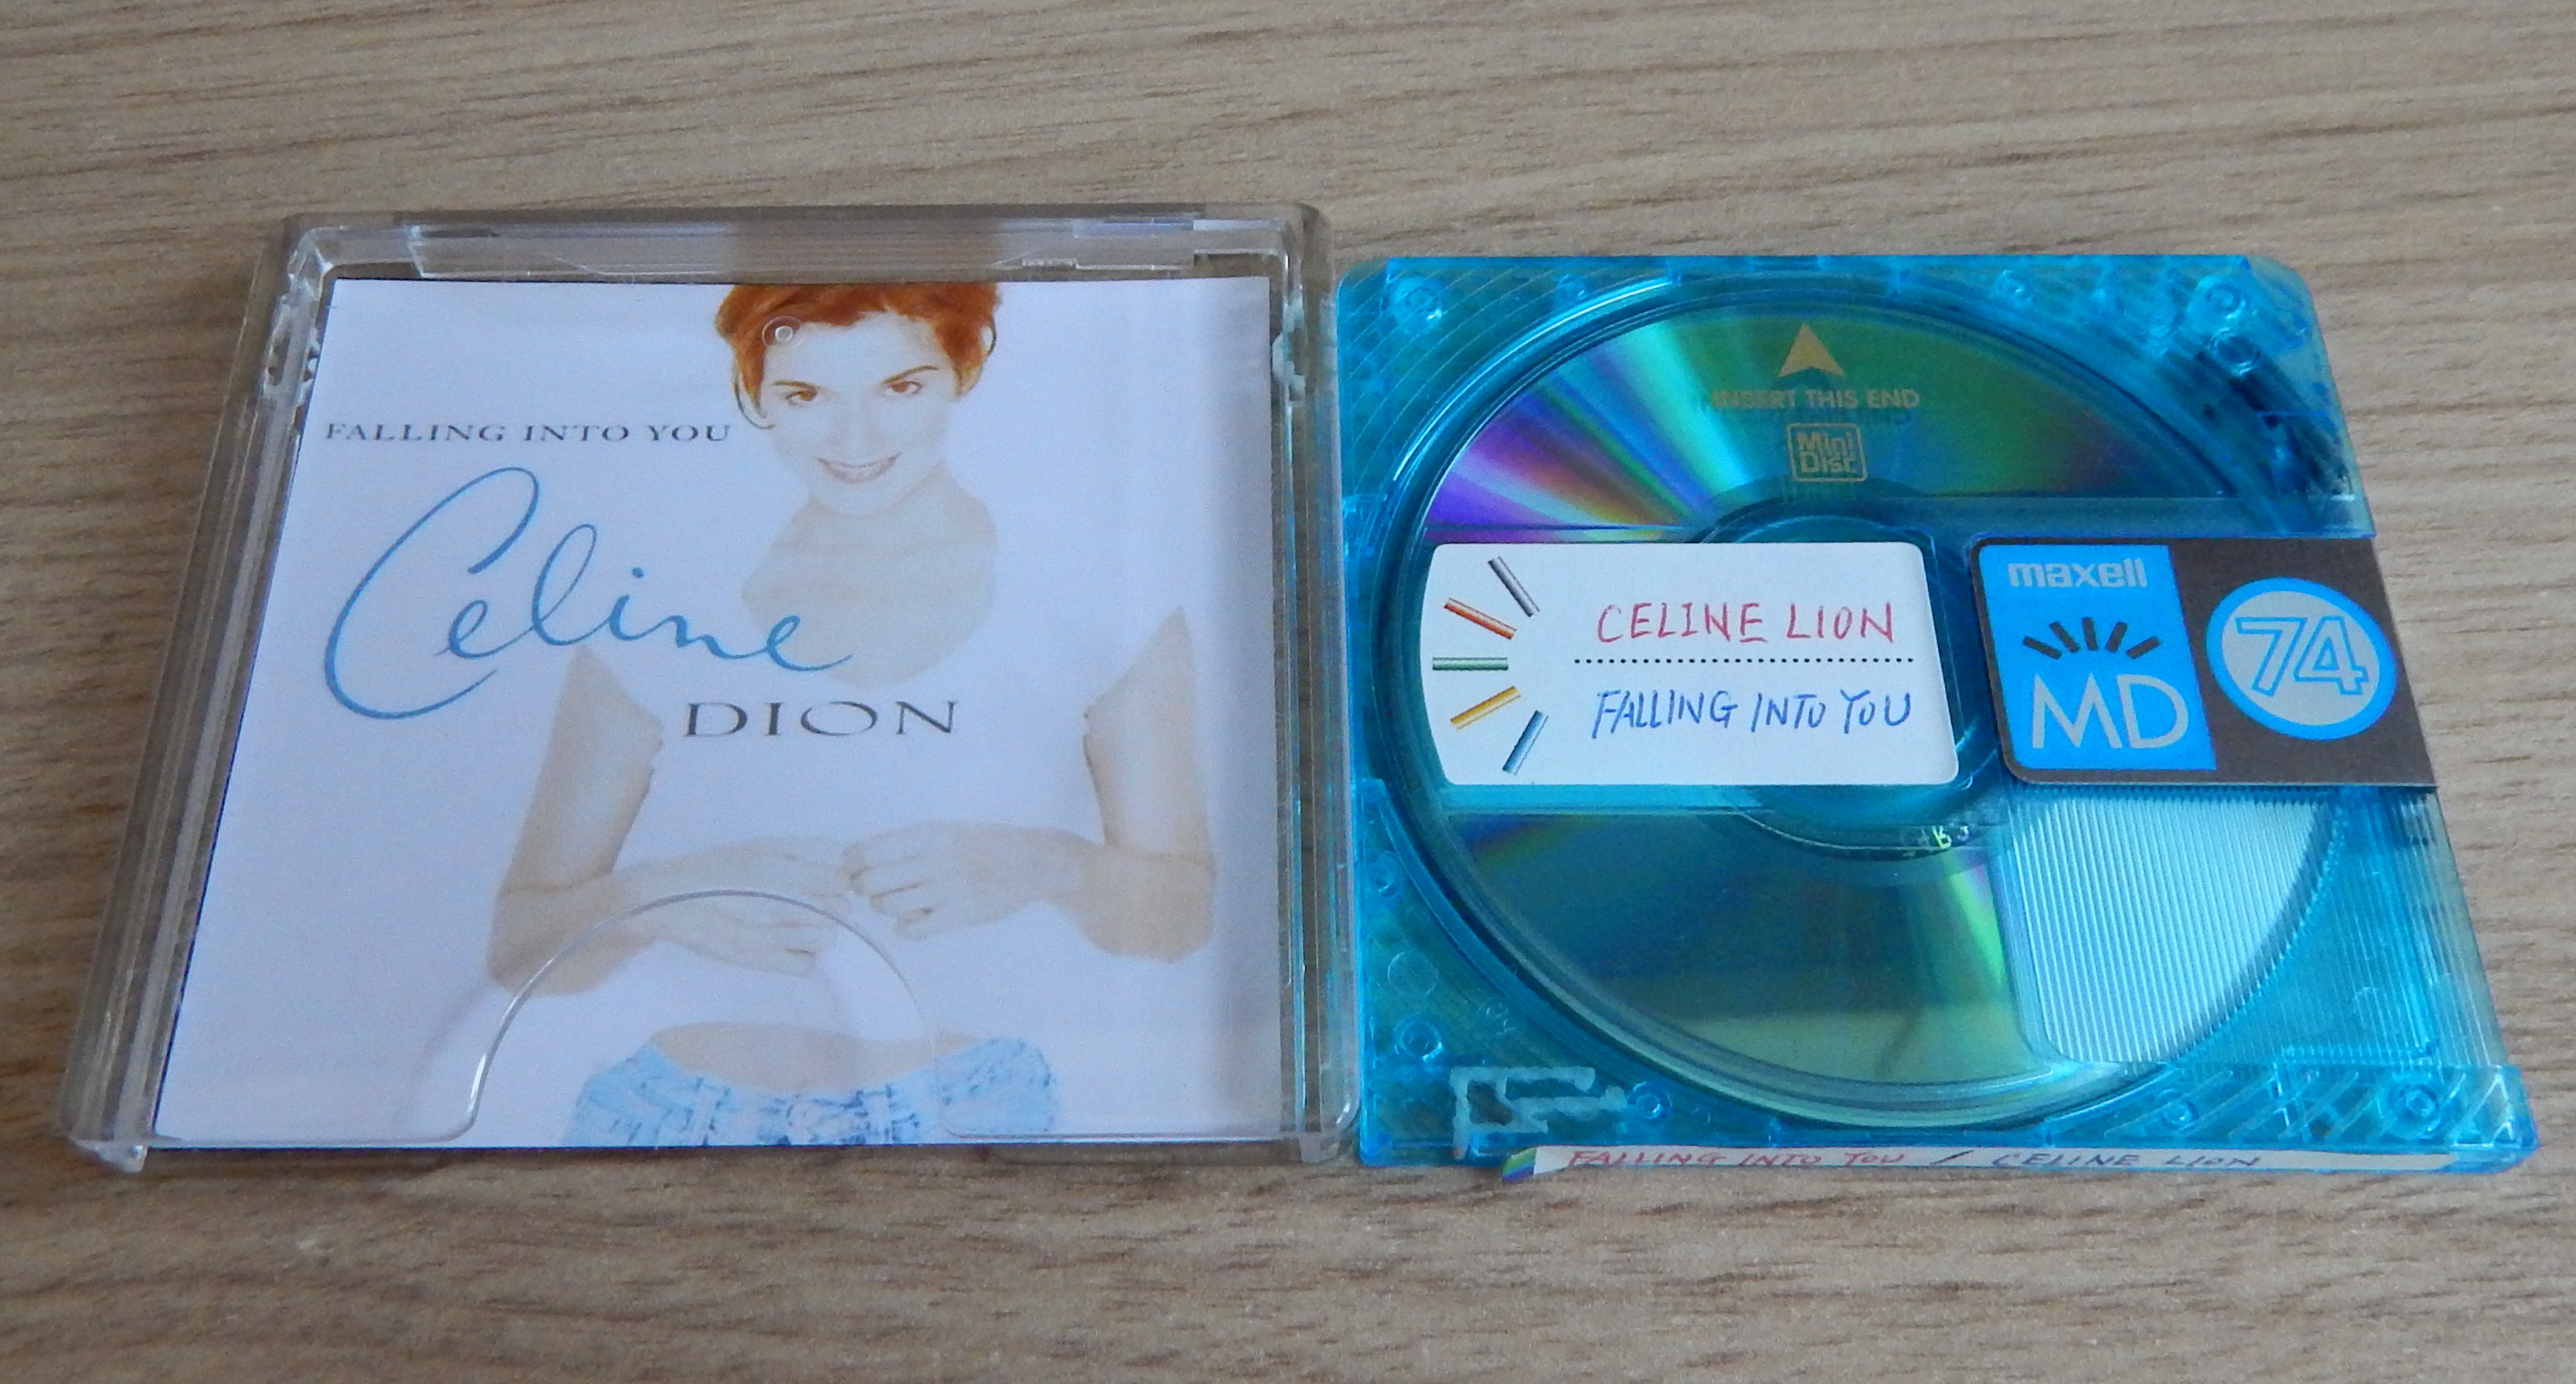 FALLING INTO YOU
Celine
DION
INSERT THIS END
Mini
Disc
CELINE LION
FALLING INTO YOU
maxell
MD
74
FALLING INTO YOU / CELINE LION